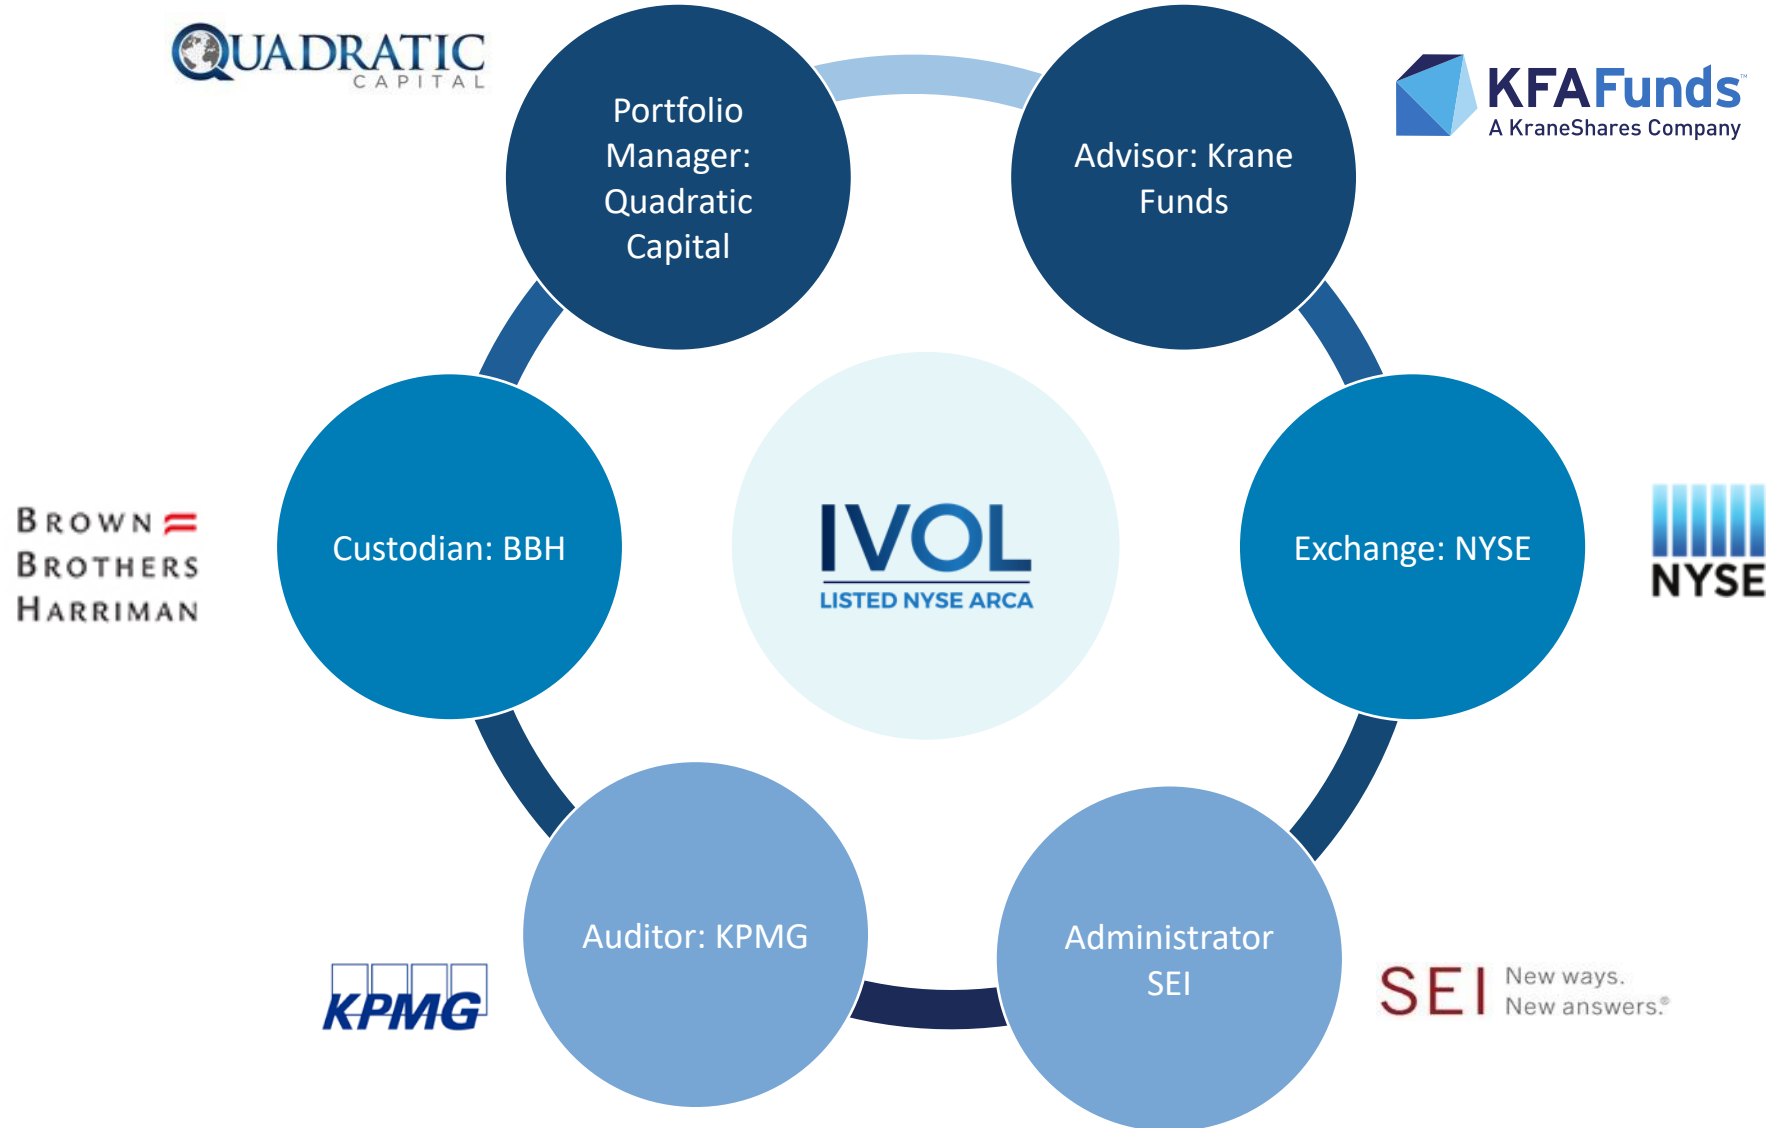 QUADRATIC
CAPITAL
Portfolio
Manager:
Quadratic
Capital
Advisor: Krane
Funds
KFAFunds™
A KraneShares Company
BROWN
BROTHERS
HARRIMAN
Custodian: BBH
IVOL
LISTED NYSE ARCA
Exchange: NYSE
NYSE
KPMG
Auditor: KPMG
Administrator
SEI
SEI
New ways.
New answers.®